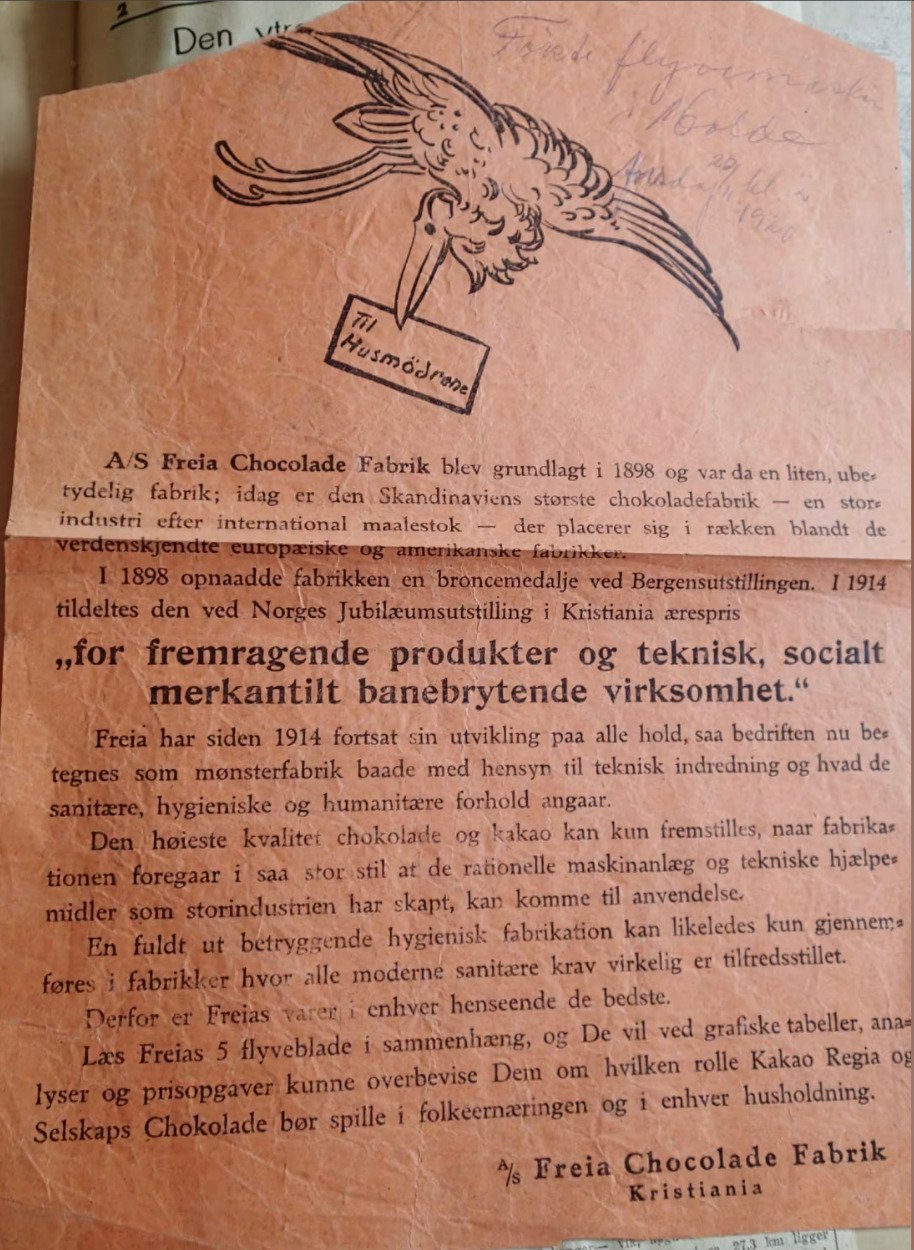 Den
Første flyvemaskin
i Molde
Til
Husmödrene
A/S Freia Chocolade Fabrik blev grundlagt i 1898 og var da en liten, ube-
tydelig fabrik; idag er den Skandinaviens største chokoladefabrik — en stor-
industri efter international maalestok — der placerer sig i rækken blandt de
verdenskjendte europæiske og amerikanske fabrikker.
I 1898 opnaadde fabrikken en broncemedalje ved Bergensutstillingen. I 1914
tildeltes den ved Norges Jubilæumsutstilling i Kristiania ærespris
„for fremragende produkter og teknisk, socialt
merkantilt banebrytende virksomhet.“
Freia har siden 1914 fortsat sin utvikling paa alle hold, saa bedriften nu be-
tegnes som mønsterfabrik baade med hensyn til teknisk indredning og hvad de
sanitære, hygieniske og humanitære forhold angaar.
Den høieste kvalitet chokolade og kakao kan kun fremstilles, naar fabrika-
tionen foregaar i saa stor stil at de rationelle maskinanlæg og tekniske hjælpe-
midler som storindustrien har skapt, kan komme til anvendelse.
En fuldt ut betryggende hygienisk fabrikation kan likeledes kun gjennem-
føres i fabrikker hvor alle moderne sanitære krav virkelig er tilfredsstillet.
Derfor er Freias varer i enhver henseende de bedste.
Læs Freias 5 flyveblade i sammenhæng, og De vil ved grafiske tabeller, ana-
lyser og prisopgaver kunne overbevise Dem om hvilken rolle Kakao Regia og
Selskaps Chokolade bør spille i folkeernæringen og i enhver husholdning.
A/S Freia Chocolade Fabrik
Kristiania
27,3 km ligger